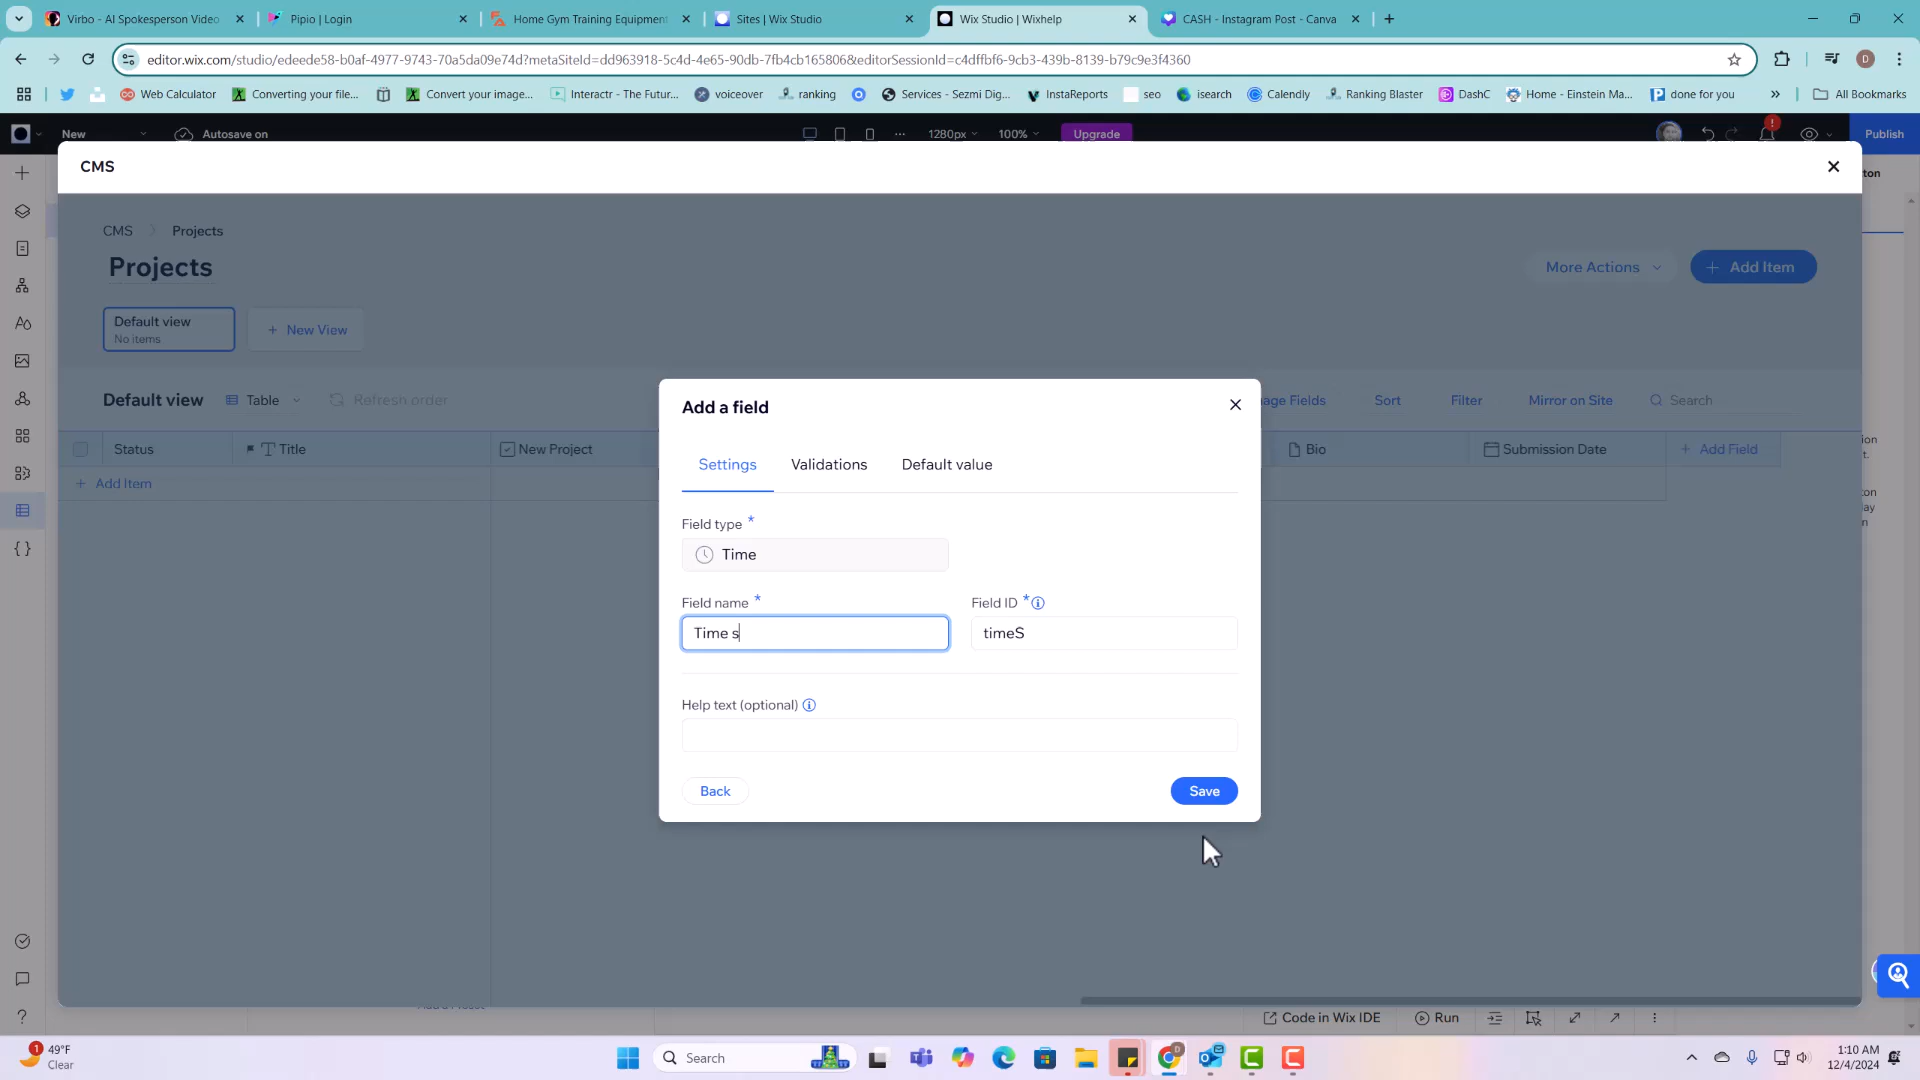 Virbo - AI Spokesperson Video
Pipio | Login
Home Gym Training Equipment
Sites | Wix Studio
Wix Studio | Wixhelp
CASH - Instagram Post - Canva
editor.wix.com/studio/edeede58-b0af-4977-9743-70a5da09e74d?metaSiteId=dd963918-5c4d-4e65-90db-7fb4cb165806&editorSessionId=c4dffbf6-9cb3-439b-8139-b79c9e3f4360
D
Web Calculator
Converting your file...
Convert your image...
Interactr - The Futur...
voiceover
ranking
Services - Sezmi Dig...
InstaReports
seo
isearch
Calendly
Ranking Blaster
DashC
Home - Einstein Ma...
done for you
All Bookmarks
New
Autosave on
1280px
100%
Upgrade
Publish
CMS
CMS
Projects
Projects
More Actions
Add Item
Default view
No items
New View
Default view
Table
Refresh order
age Fields
Sort
Filter
Mirror on Site
Search
Status
Title
New Project
Bio
Submission Date
Add Field
Add Item
Add a field
Settings
Validations
Default value
Field type *
Time
Field name *
Field ID *
Time s
timeS
Help text (optional)
Back
Save
Code in Wix IDE
Run
1
49°F
Clear
Search
1:10 AM
12/4/2024